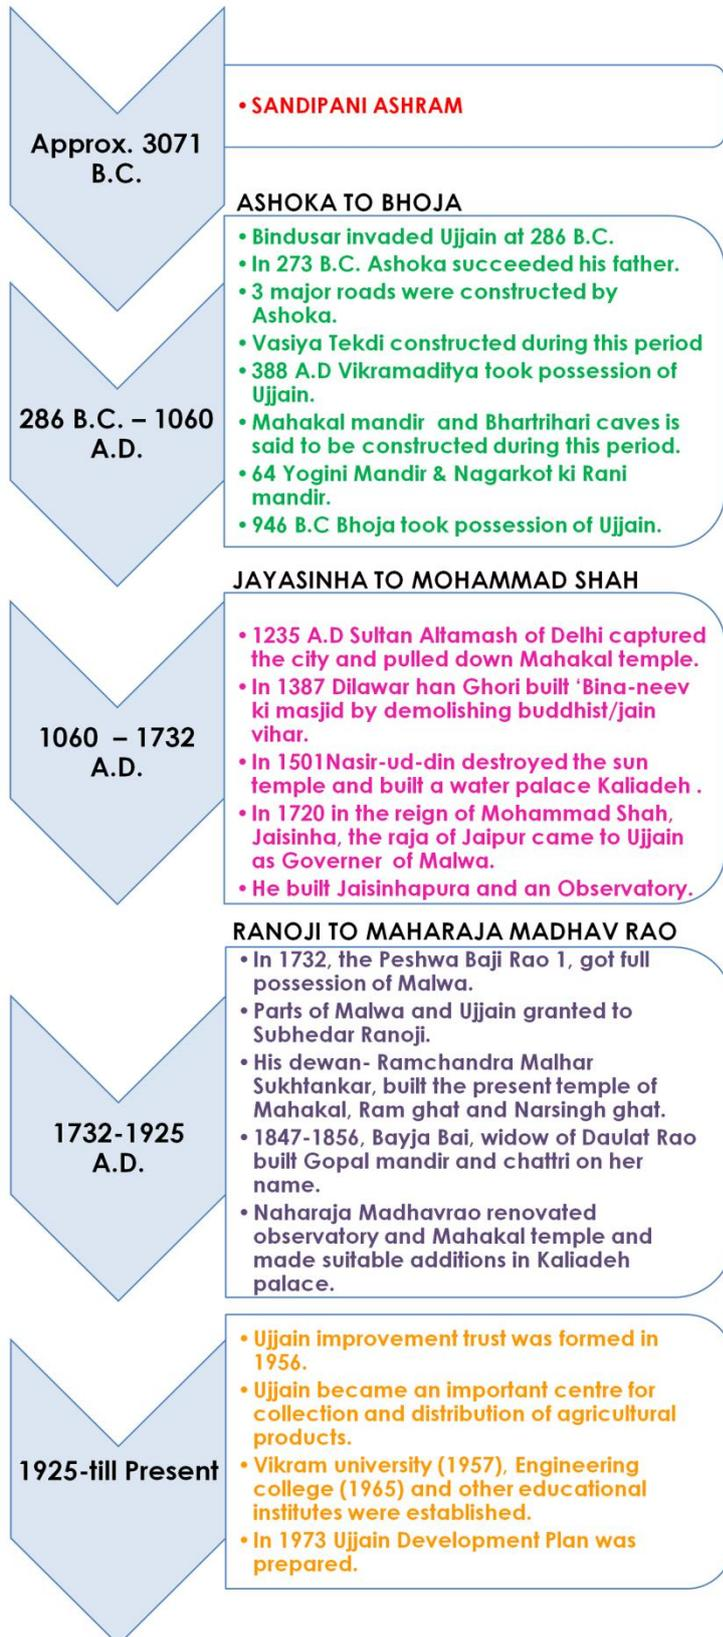 Approx. 3071
B.C.
• SANDIPANI ASHRAM
ASHOKA TO BHOJA
286 B.C. – 1060
A.D.
• Bindusar invaded Ujjain at 286 B.C.
• In 273 B.C. Ashoka succeeded his father.
• 3 major roads were constructed by
Ashoka.
• Vasiya Tekdi constructed during this period
• 388 A.D Vikramaditya took possession of
Ujjain.
• Mahakal mandir and Bhartrihari caves is
said to be constructed during this period.
• 64 Yogini Mandir & Nagarkot ki Rani
mandir.
• 946 B.C Bhoja took possession of Ujjain.
JAYASINHA TO MOHAMMAD SHAH
1060 – 1732
A.D.
• 1235 A.D Sultan Altamash of Delhi captured
the city and pulled down Mahakal temple.
• In 1387 Dilawar han Ghori built ‘Bina-neev
ki masjid by demolishing buddhist/jain
vihar.
• In 1501Nasir-ud-din destroyed the sun
temple and built a water palace Kaliadeh .
• In 1720 in the reign of Mohammad Shah,
Jaisinha, the raja of Jaipur came to Ujjain
as Governer of Malwa.
• He built Jaisinhapura and an Observatory.
RANOJI TO MAHARAJA MADHAV RAO
1732-1925
A.D.
• In 1732, the Peshwa Baji Rao 1, got full
possession of Malwa.
• Parts of Malwa and Ujjain granted to
Subhedar Ranoji.
• His dewan- Ramchandra Malhar
Sukhtankar, built the present temple of
Mahakal, Ram ghat and Narsingh ghat.
• 1847-1856, Bayja Bai, widow of Daulat Rao
built Gopal mandir and chattri on her
name.
• Naharaja Madhavrao renovated
observatory and Mahakal temple and
made suitable additions in Kaliadeh
palace.
1925-till Present
• Ujjain improvement trust was formed in
1956.
• Ujjain became an important centre for
collection and distribution of agricultural
products.
• Vikram university (1957), Engineering
college (1965) and other educational
institutes were established.
• In 1973 Ujjain Development Plan was
prepared.